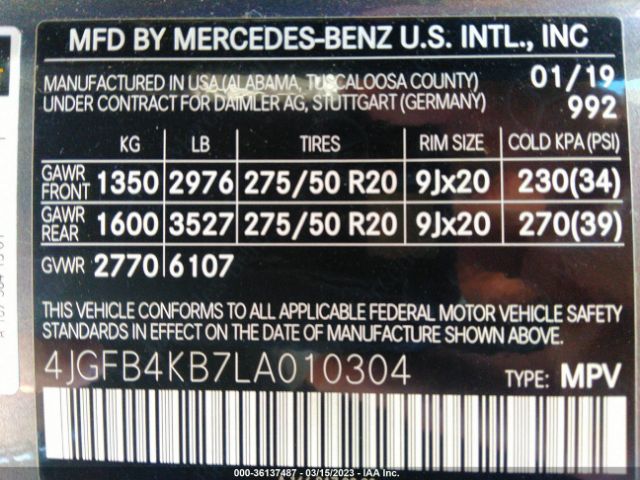 MFD BY MERCEDES-BENZ U.S. INTL., INC
MANUFACTURED IN USA (ALABAMA, TUSCALOOSA COUNTY) 01/19
UNDER CONTRACT FOR DAIMLER AG, STUTTGART (GERMANY) 992
KG LB TIRES RIM SIZE COLD KPA (PSI)
GAWR FRONT 1350 2976 275/50 R20 9Jx20 230(34)
GAWR REAR 1600 3527 275/50 R20 9Jx20 270(39)
GVWR 2770 6107
THIS VEHICLE CONFORMS TO ALL APPLICABLE FEDERAL MOTOR VEHICLE SAFETY
STANDARDS IN EFFECT ON THE DATE OF MANUFACTURE SHOWN ABOVE.
4JGFB4KB7LA010304 TYPE: MPV
# 36137487 - 03/15/2023 - IAA Inc.